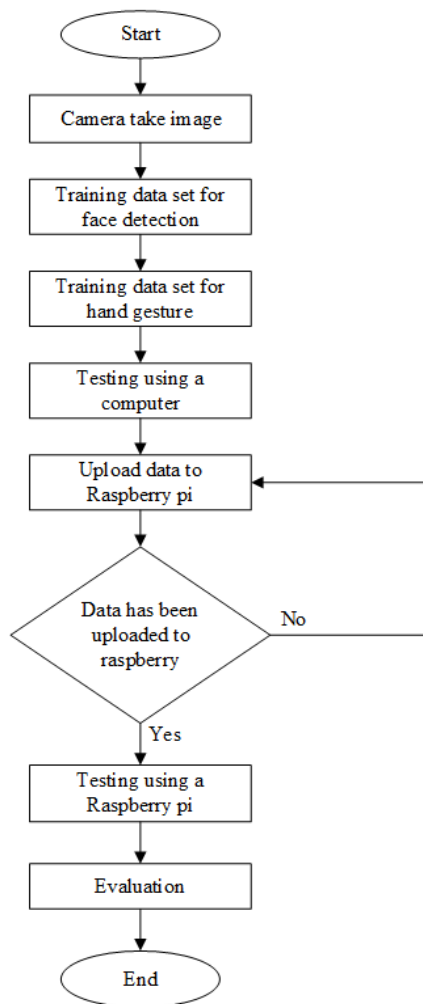 Start
Camera take image
Training data set for
face detection
Training data set for
hand gesture
Testing using a
computer
Upload data to
Raspberry pi
Data has been
uploaded to
raspberry
No
Yes
Testing using a
Raspberry pi
Evaluation
End